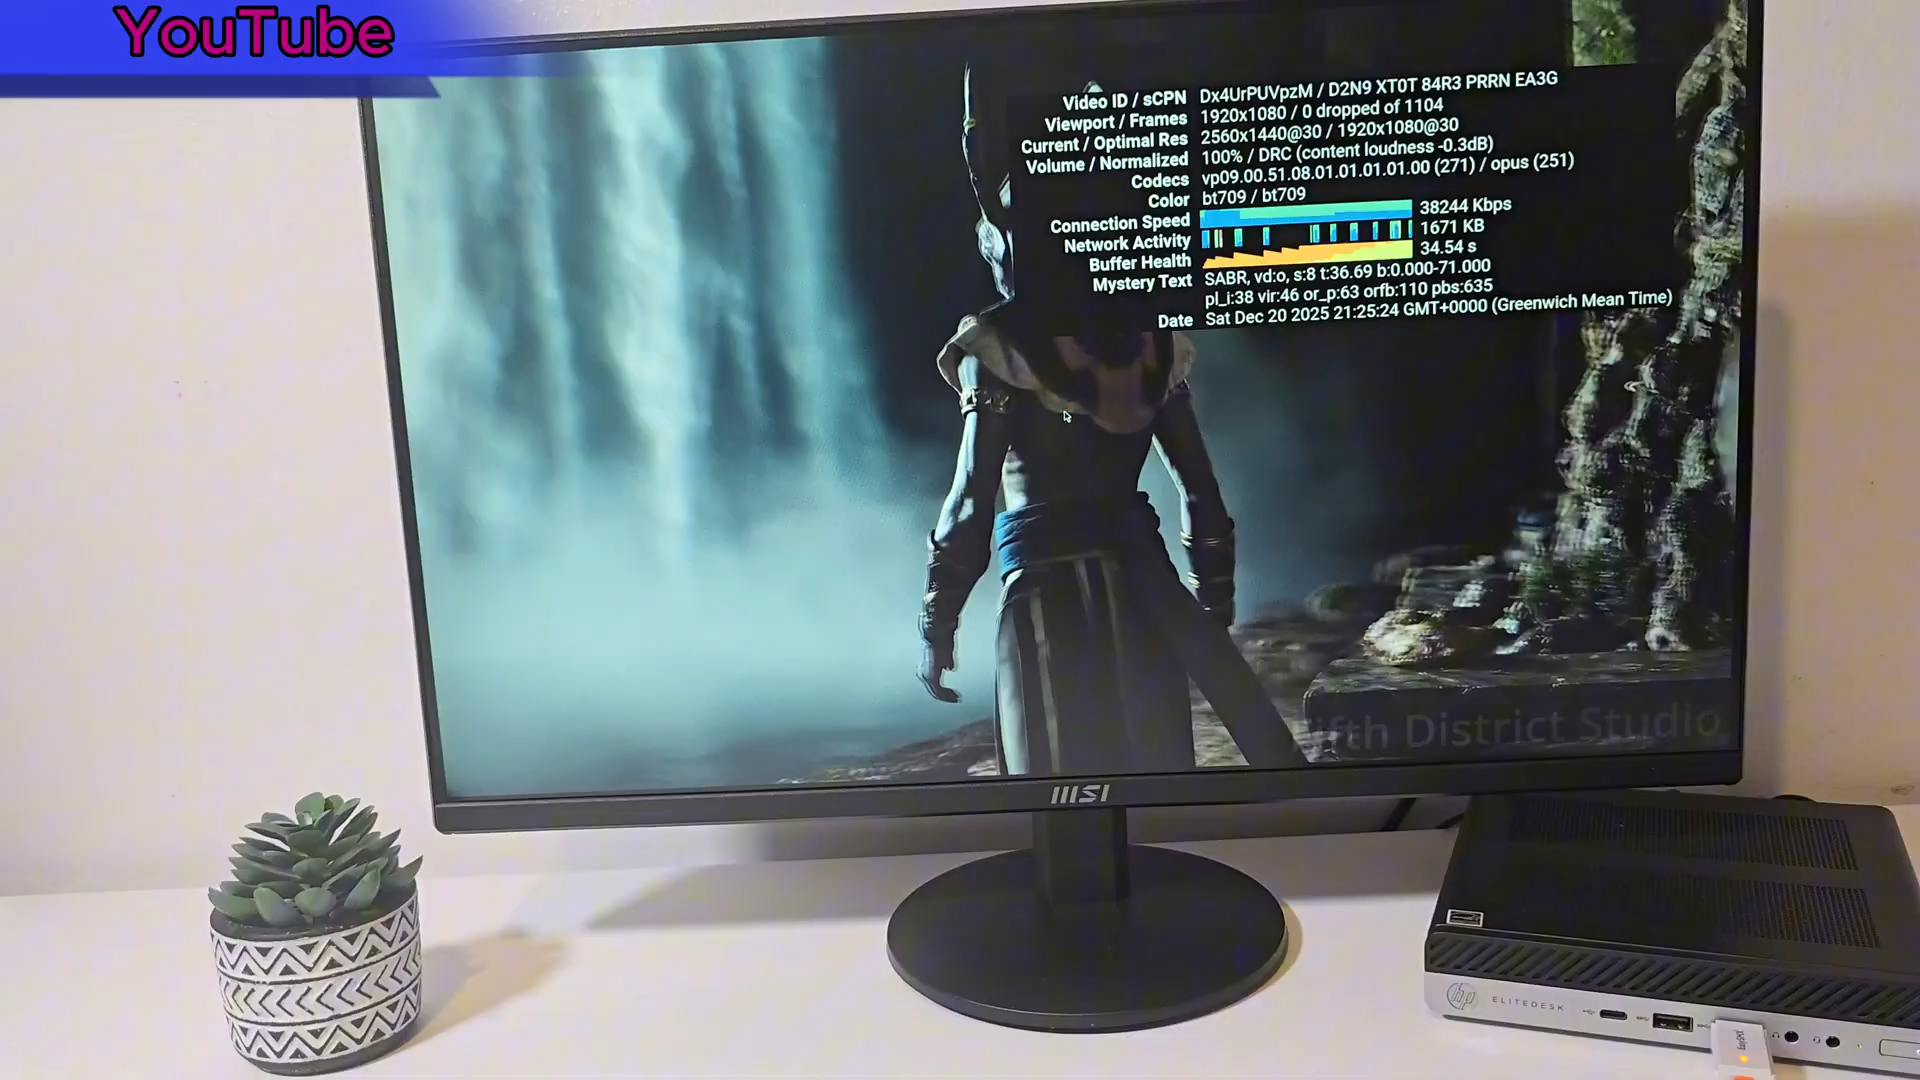 YouTube
Video ID / sCPN Dx4UrPUVpzM / D2N9 XT0T 84R3 PRRN EA3G
Viewport / Frames 1920x1080 / 0 dropped of 1104
Current / Optimal Res 2560x1440@30 / 1920x1080@30
Volume / Normalized 100% / DRC (content loudness -0.3dB)
Codecs vp09.00.51.08.01.01.01.01.00 (271) / opus (251)
Color bt709 / bt709
Connection Speed 38244 Kbps
Network Activity 1671 KB
Buffer Health 34.54 s
Mystery Text SABR, vd:o, s:8 t:36.69 b:0.000-71.000
pl_i:38 vir:46 or_p:63 orfb:110 pbs:635
Date Sat Dec 20 2025 21:25:24 GMT+0000 (Greenwich Mean Time)
Fifth District Studio
msi
hp ELITEDESK